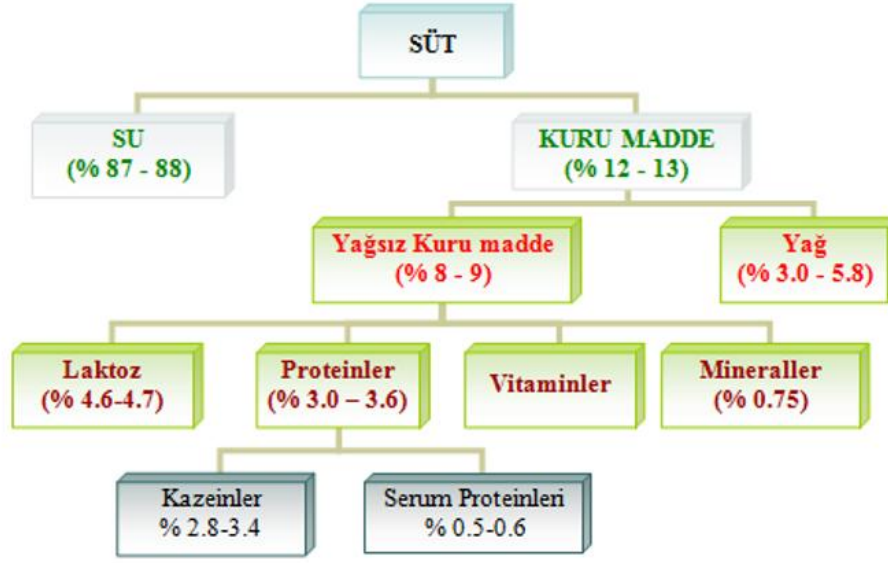 SÜT
SU
(% 87 - 88)
KURU MADDE
(% 12 - 13)
Yağsız Kuru madde
(% 8 - 9)
Yağ
(% 3.0 - 5.8)
Laktoz
(% 4.6-4.7)
Proteinler
(% 3.0 – 3.6)
Vitaminler
Mineraller
(% 0.75)
Kazeinler
% 2.8-3.4
Serum Proteinleri
% 0.5-0.6